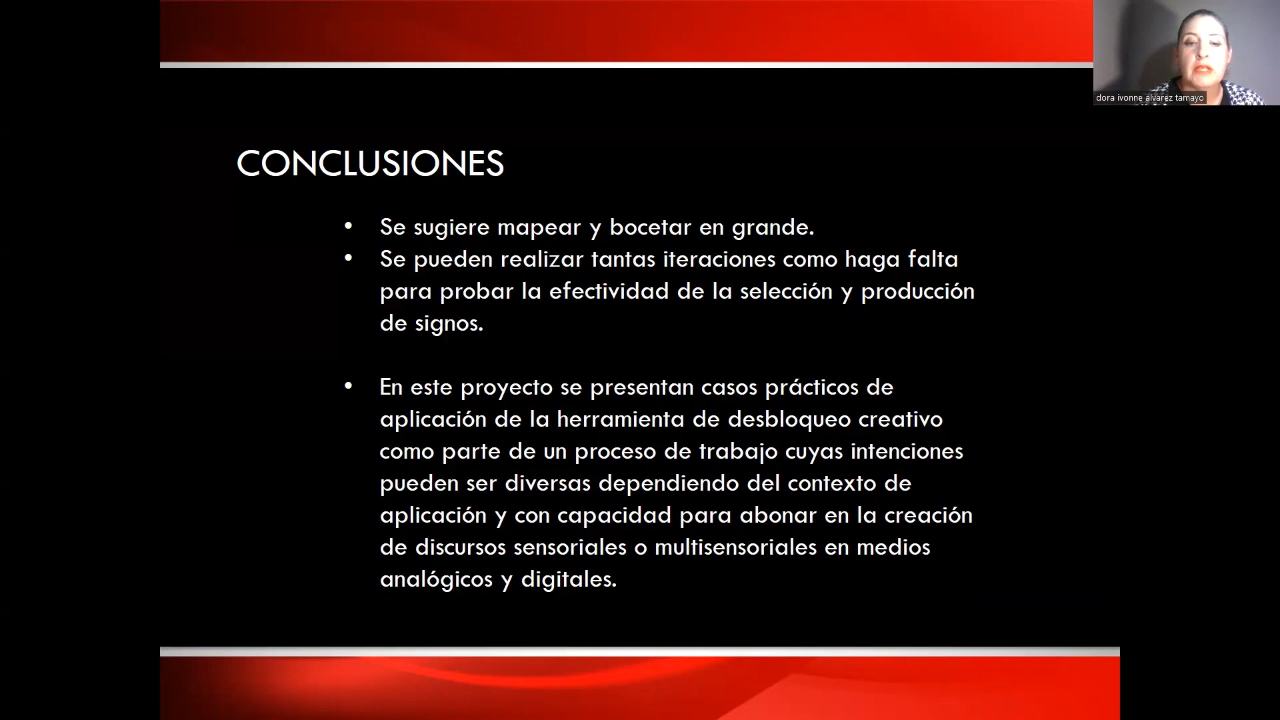 dora ivonne álvarez tamayo
CONCLUSIONES
• Se sugiere mapear y bocetar en grande.
• Se pueden realizar tantas iteraciones como haga falta
para probar la efectividad de la selección y producción
de signos.
• En este proyecto se presentan casos prácticos de
aplicación de la herramienta de desbloqueo creativo
como parte de un proceso de trabajo cuyas intenciones
pueden ser diversas dependiendo del contexto de
aplicación y con capacidad para abonar en la creación
de discursos sensoriales o multisensoriales en medios
analógicos y digitales.